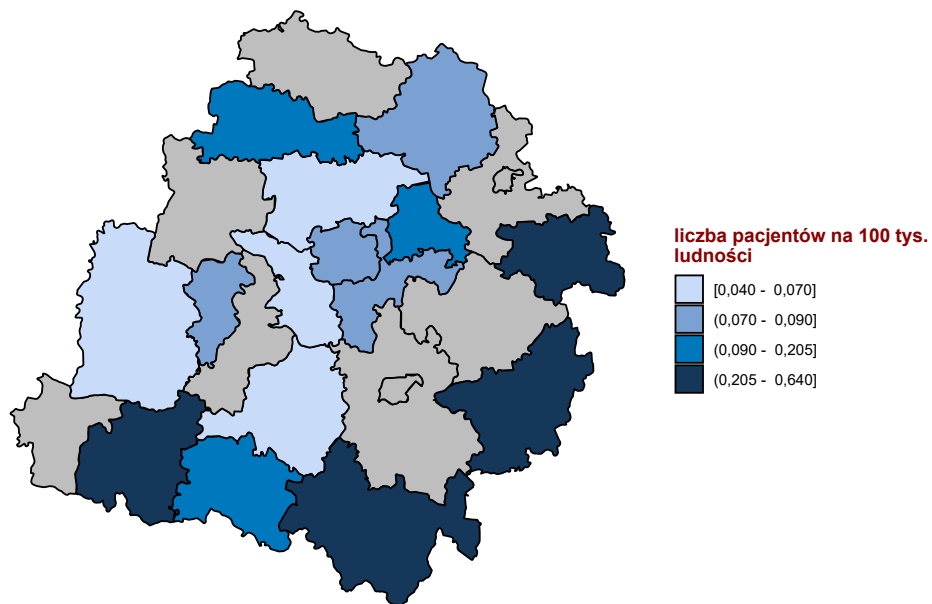 liczba pacjentów na 100 tys.
ludności
[0,040 - 0,070]
(0,070 - 0,090]
(0,090 - 0,205]
(0,205 - 0,640]